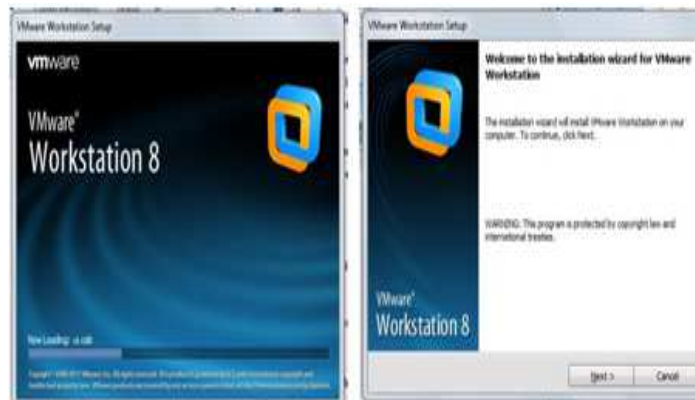 VMware Workstation Setup
vmware
VMware®
Workstation 8
Now Loading:
VMware Workstation Setup
Welcome to the installation wizard for VMware
Workstation
The installation wizard will install VMware Workstation on your
computer. To continue, click Next.
WARNING: This program is protected by copyright law and
international treaties.
VMware®
Workstation 8
Next >
Cancel